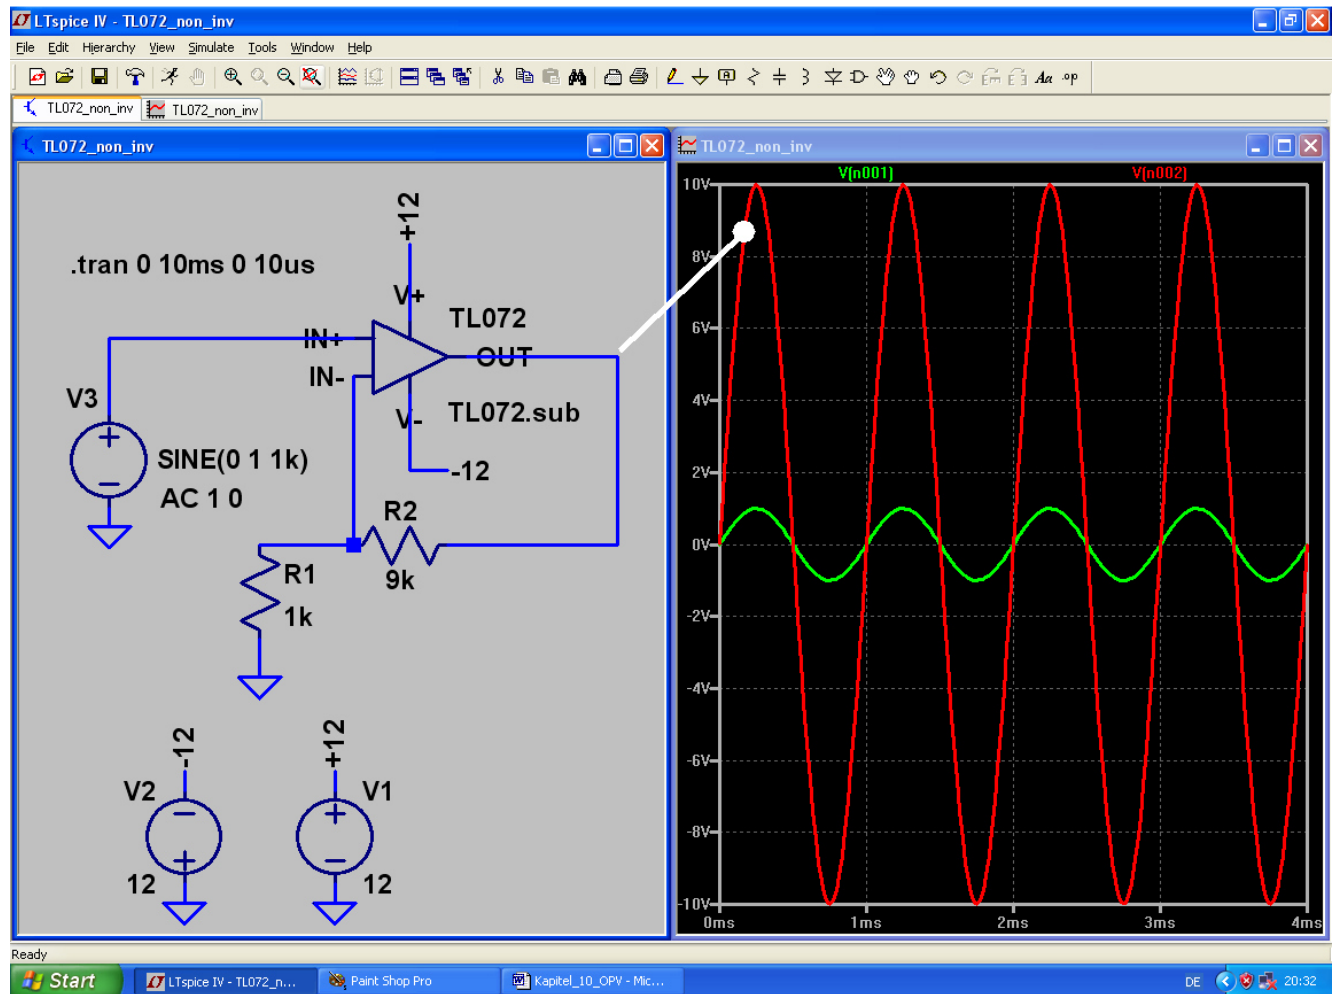 LTspice IV - TL072_non_inv
File Edit Hierarchy View Simulate Tools Window Help
Aa .op
TL072_non_inv TL072_non_inv
TL072_non_inv
+12
.tran 0 10ms 0 10us
V+
TL072
IN+
OUT
IN-
V3
V-
TL072.sub
SINE(0 1 1k)
-12
AC 1 0
R2
R1
9k
1k
-12
+12
V2
V1
12
12
TL072_non_inv
V(n001) V(n002)
10V
8V
6V
4V
2V
0V
-2V
-4V
-6V
-8V
-10V
0ms 1ms 2ms 3ms 4ms
Ready
Start LTspice IV - TL072_n... Paint Shop Pro Kapitel_10_OPV - Mic... DE 20:32